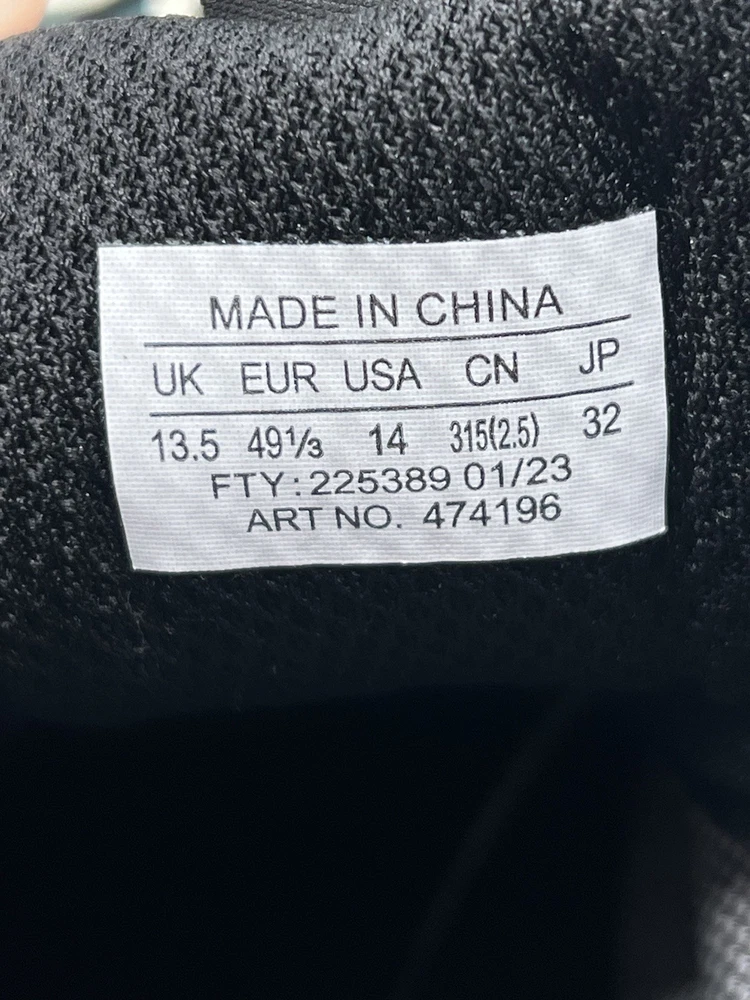 MADE IN CHINA
UK EUR USA CN JP
13.5 49⅓ 14 315(2.5) 32
FTY:225389 01/23
ART NO. 474196